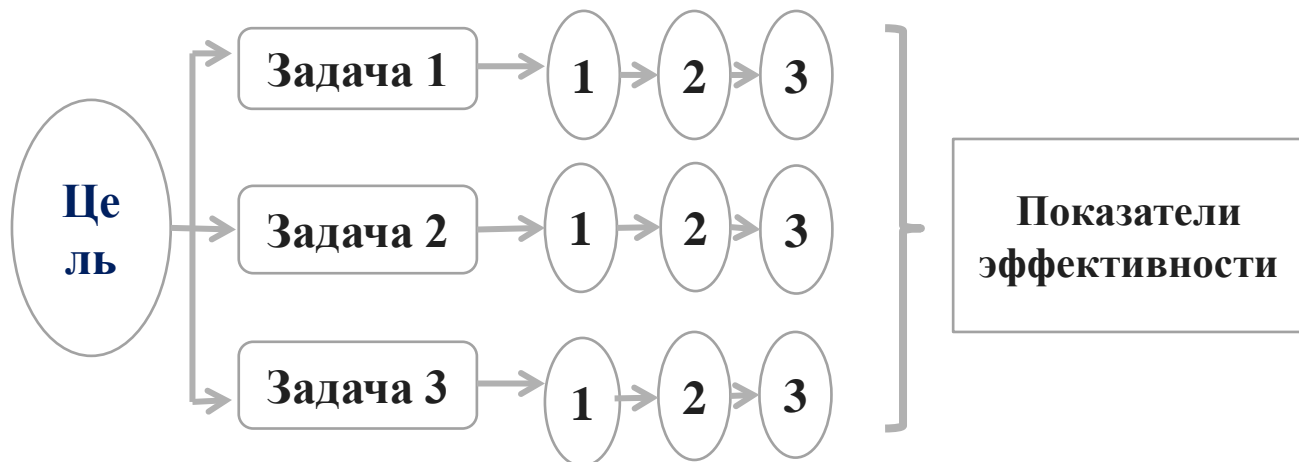 Задача 1
1
2
3
Це
ль
Задача 2
1
2
3
Задача 3
1
2
3
Показатели
эффективности